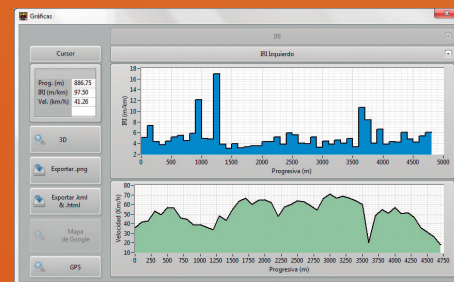 Gráficas
Cursor
Prog. (m) 886.75
IRI (m/km) 97.50
Vel. (km/h) 41.26
3D
Exportar .png
Exportar .kml
& .html
Mapa
de Google
GPS
IRI
IRI Izquierdo
IRI (m/km)
18
16
14
12
10
8
6
4
2
0 500 1000 1500 2000 2500 3000 3500 4000 4500 5000
Progresiva (m)
Velocidad (Km/h)
80
70
60
50
40
30
20
10
0 250 500 750 1000 1250 1500 1750 2000 2250 2500 2750 3000 3250 3500 3750 4000 4250 4500 4750
Progresiva (m)